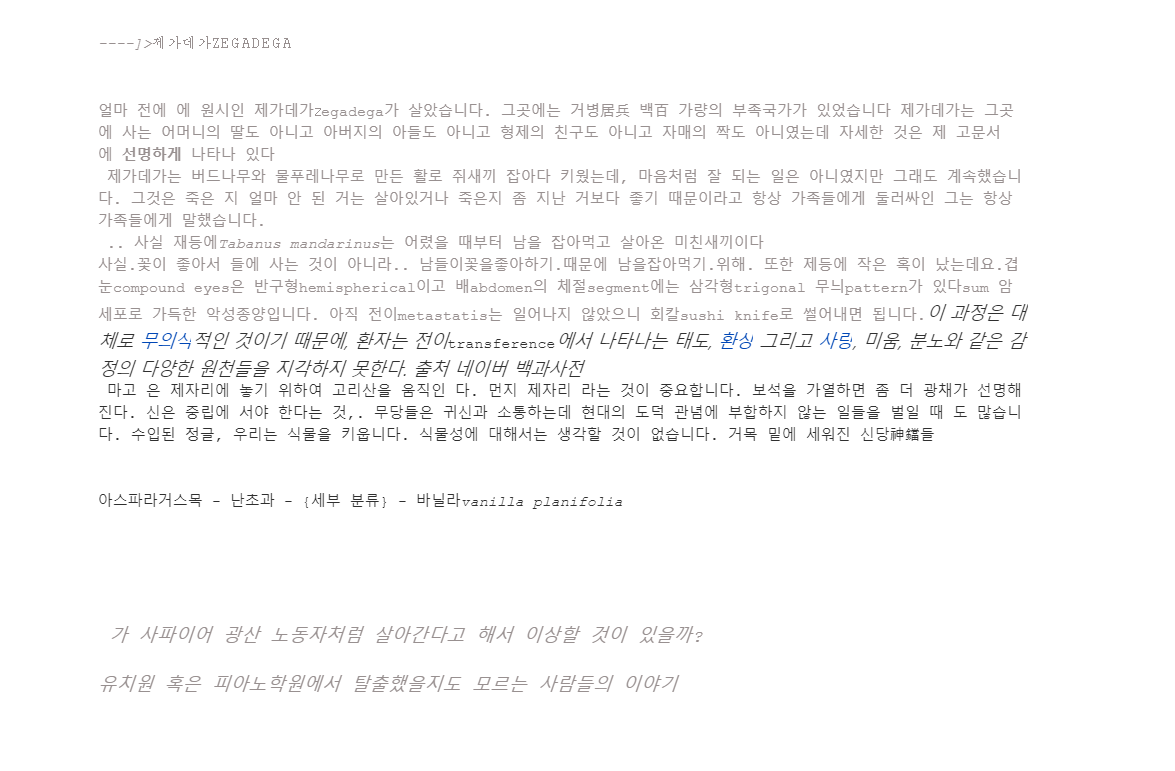 ----]>제가데가ZEGADEGA
얼마 전에 에 원시인 제가데가Zegadega가 살았습니다. 그곳에는 거병居兵 백百 가량의 부족국가가 있었습니다 제가데가는 그곳
에 사는 어머니의 딸도 아니고 아버지의 아들도 아니고 형제의 친구도 아니고 자매의 짝도 아니였는데 자세한 것은 제 고문서
에 선명하게 나타나 있다
제가데가는 버드나무와 물푸레나무로 만든 활로 쥐새끼 잡아다 키웠는데, 마음처럼 잘 되는 일은 아니였지만 그래도 계속했습니
다. 그것은 죽은 지 얼마 안 된 거는 살아있거나 죽은지 좀 지난 거보다 좋기 때문이라고 항상 가족들에게 둘러싸인 그는 항상
가족들에게 말했습니다.
.. 사실 재등에Tabanus mandarinus는 어렸을 때부터 남을 잡아먹고 살아온 미친새끼이다
사실.꽃이 좋아서 들에 사는 것이 아니라.. 남들이꽃을좋아하기.때문에 남을잡아먹기.위해. 또한 제등에 작은 혹이 났는데요.겹
눈compound eyes은 반구형hemispherical이고 배abdomen의 체절segment에는 삼각형trigonal 무늬pattern가 있다sum 암
세포로 가득한 악성종양입니다. 아직 전이metastatis는 일어나지 않았으니 회칼sushi knife로 썰어내면 됩니다.이 과정은 대
체로 무의식적인 것이기 때문에, 환자는 전이transference에서 나타나는 태도, 환상 그리고 사랑, 미움, 분노와 같은 감
정의 다양한 원천들을 지각하지 못한다. 출처 네이버 백과사전
마고 은 제자리에 놓기 위하여 고리산을 움직인 다. 먼지 제자리 라는 것이 중요합니다. 보석을 가열하면 좀 더 광채가 선명해
진다. 신은 중립에 서야 한다는 것,. 무당들은 귀신과 소통하는데 현대의 도덕 관념에 부합하지 않는 일들을 벌일 때 도 많습니
다. 수입된 정글, 우리는 식물을 키웁니다. 식물성에 대해서는 생각할 것이 없습니다. 거목 밑에 세워진 신당神鐺들
아스파라거스목 - 난초과 - {세부 분류} - 바닐라vanilla planifolia
가 사파이어 광산 노동자처럼 살아간다고 해서 이상할 것이 있을까?
유치원 혹은 피아노학원에서 탈출했을지도 모르는 사람들의 이야기